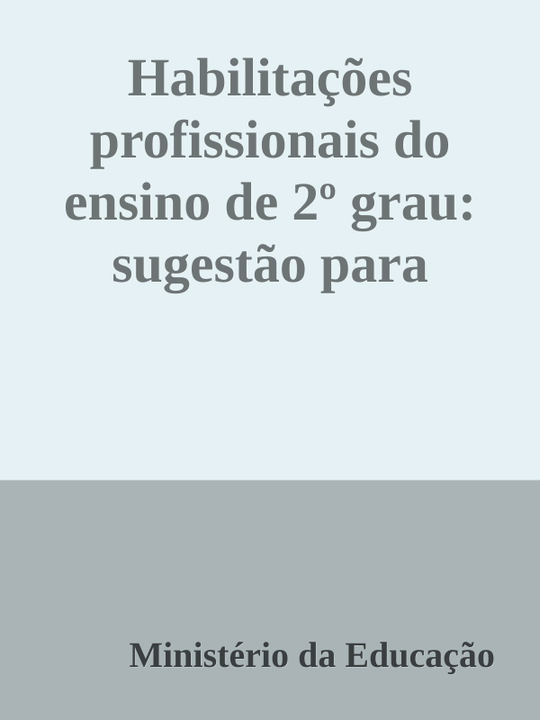 Habilitações
profissionais do
ensino de 2º grau:
sugestão para
Ministério da Educação